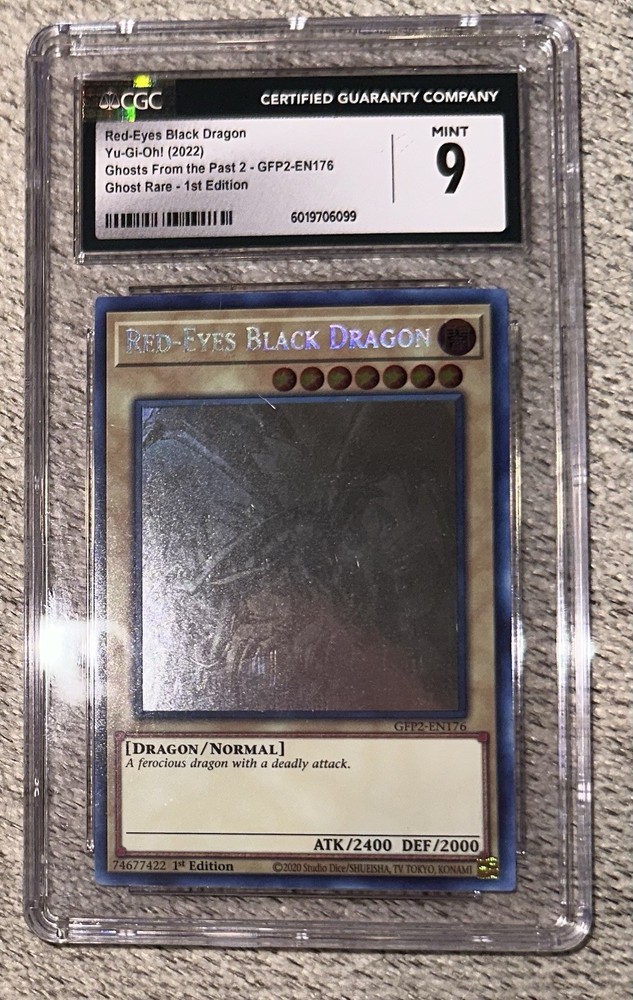 CGC
CERTIFIED GUARANTY COMPANY
Red-Eyes Black Dragon
Yu-Gi-Oh! (2022)
Ghosts From the Past 2 - GFP2-EN176
Ghost Rare - 1st Edition
6019706099
MINT
9
RED-EYES BLACK DRAGON
闇
GFP2-EN176
[DRAGON/NORMAL]
A ferocious dragon with a deadly attack.
ATK/2400 DEF/2000
74677422 1st Edition ©2020 Studio Dice/SHUEISHA, TV TOKYO, KONAMI